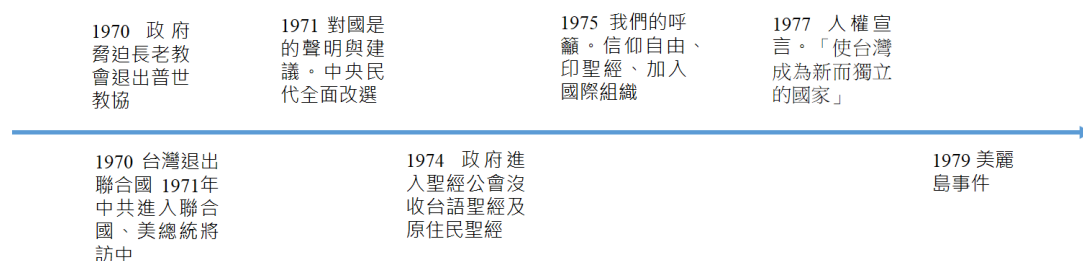 1970 政府
脅迫長老教
會退出普世
教協
1971 對國是
的聲明與建
議。中央民
代全面改選
1975 我們的呼
籲。信仰自由、
印聖經、加入
國際組織
1977 人權宣
言。「使台灣
成為新而獨立
的國家」
1970 台灣退出
聯合國 1971年
中共進入聯合
國、美總統將
訪中
1974 政府進
入聖經公會沒
收台語聖經及
原住民聖經
1979 美麗
島事件